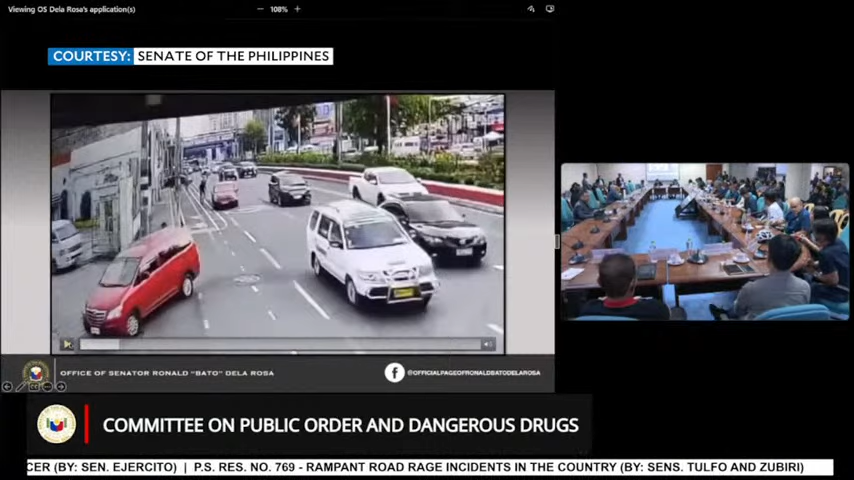 Viewing OS Dela Rosa's application(s)
108%
COURTESY: SENATE OF THE PHILIPPINES
OFFICE OF SENATOR RONALD "BATO" DELA ROSA
@OFFICIALPAGEOFRONALDBATODELAROSA
COMMITTEE ON PUBLIC ORDER AND DANGEROUS DRUGS
CER (BY: SEN. EJERCITO) | P.S. RES. NO. 769 - RAMPANT ROAD RAGE INCIDENTS IN THE COUNTRY (BY: SENS. TULFO AND ZUBIRI)